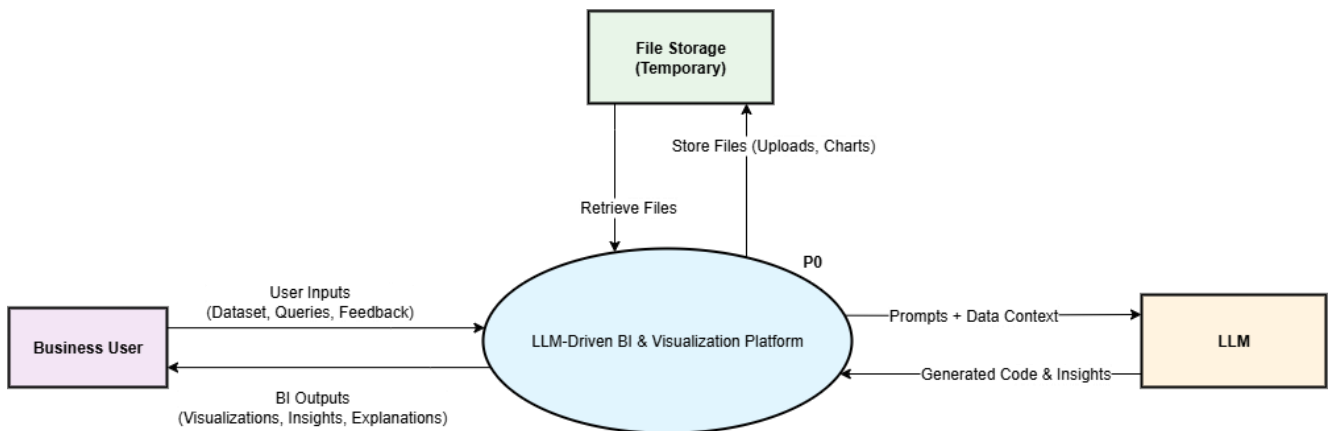 File Storage
(Temporary)
Store Files (Uploads, Charts)
Retrieve Files
P0
User Inputs
(Dataset, Queries, Feedback)
Business User
LLM-Driven BI & Visualization Platform
Prompts + Data Context
LLM
Generated Code & Insights
BI Outputs
(Visualizations, Insights, Explanations)